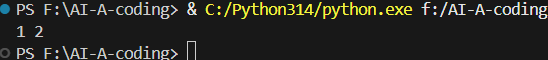 PS F:\AI-A-coding> & C:/Python314/python.exe f:/AI-A-coding
1 2
PS F:\AI-A-coding>